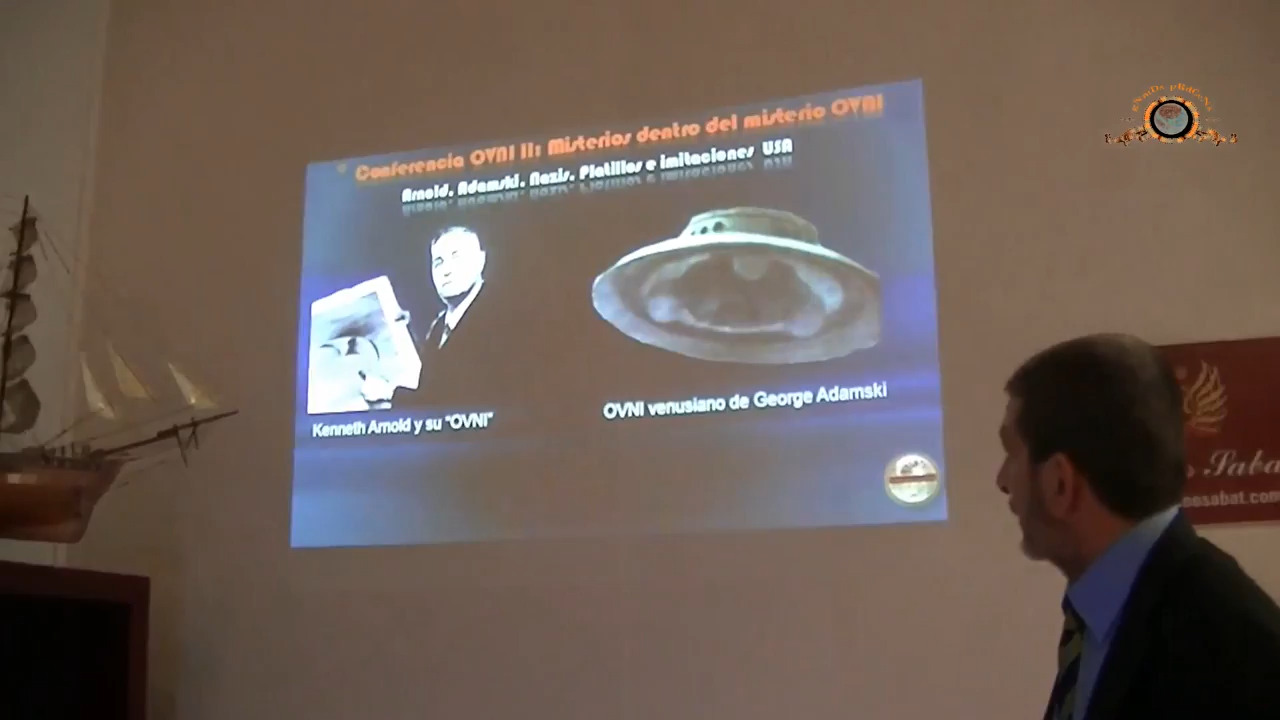 Conferencia OVNI II: Misterios dentro del misterio OVNI
Arnold, Adamski, Nazis, Platillos e imitaciones USA
Kenneth Arnold y su "OVNI"
OVNI venusiano de George Adamski